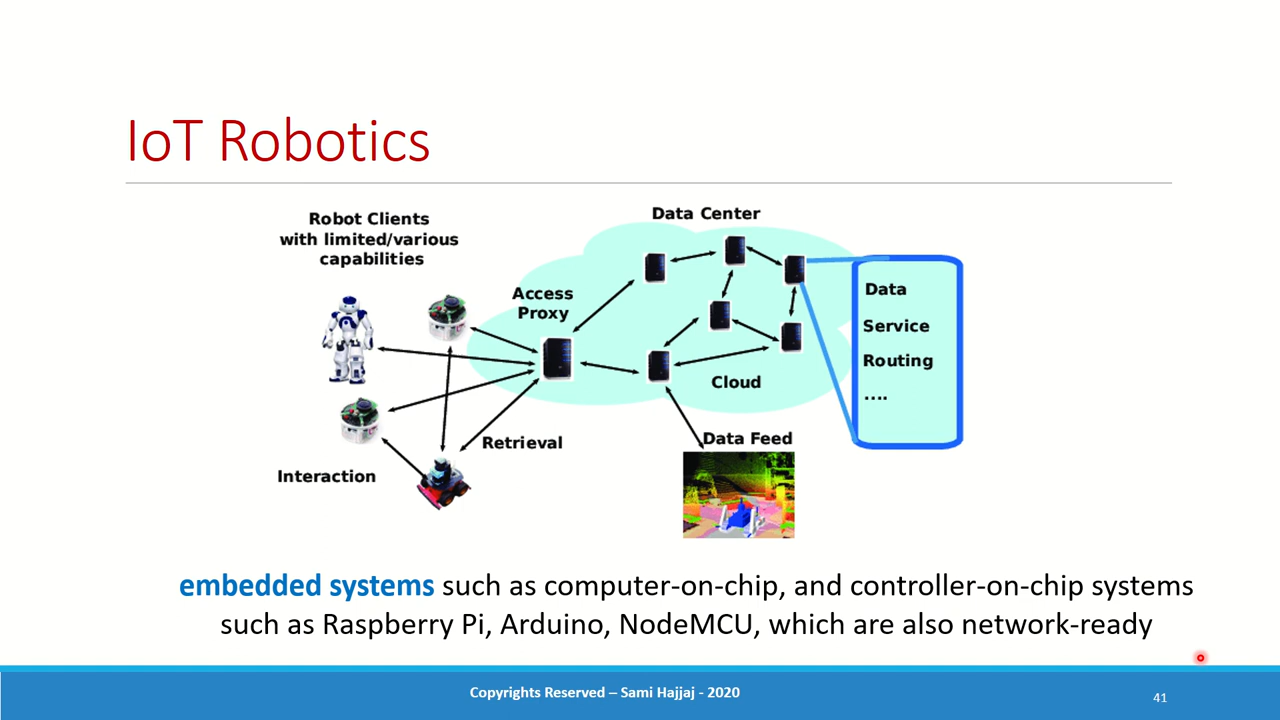 IoT Robotics
Robot Clients
with limited/various
capabilities
Data Center
Access
Proxy
Data
Service
Routing
....
Cloud
Retrieval
Data Feed
Interaction
embedded systems such as computer-on-chip, and controller-on-chip systems
such as Raspberry Pi, Arduino, NodeMCU, which are also network-ready
Copyrights Reserved – Sami Hajjaj - 2020
41